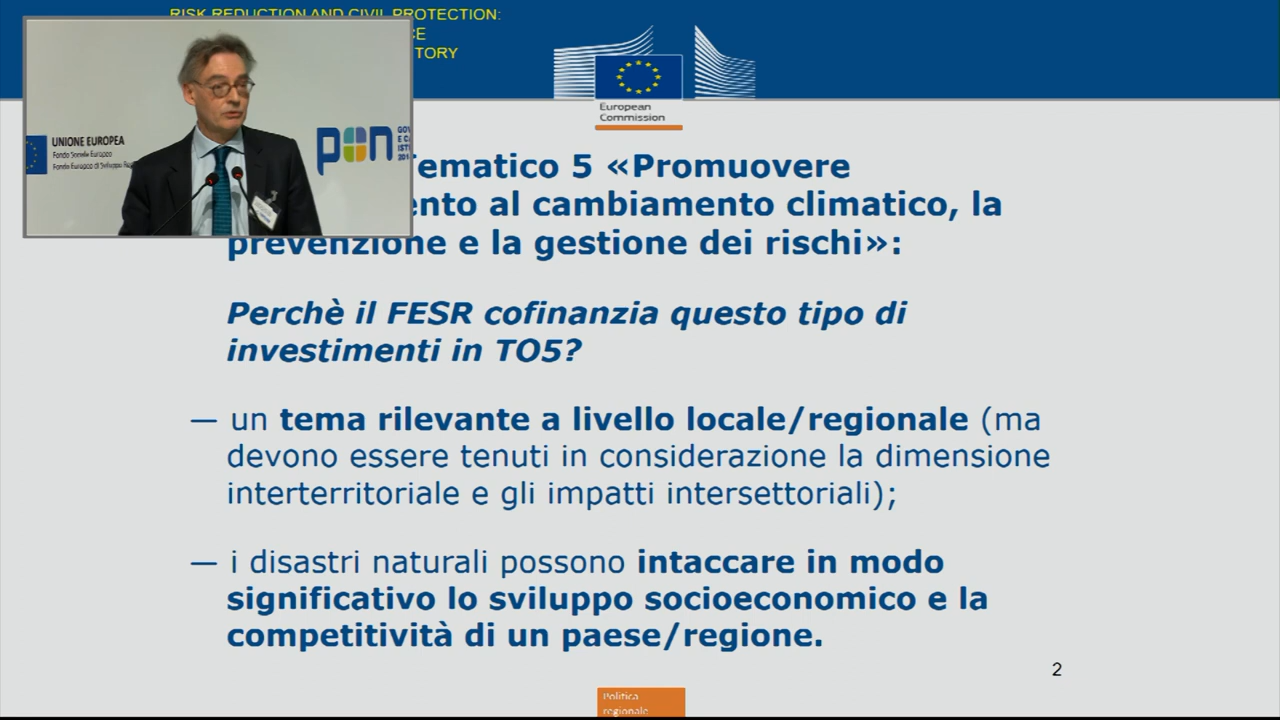 RISK REDUCTION AND CIVIL PROTECTION:
TORY
European
Commission
UNIONE EUROPEA
Fondo Sociale Europeo
Fondo Europeo di Sviluppo
pon
Tematico 5 «Promuovere
al cambiamento climatico, la
prevenzione e la gestione dei rischi»:
Perchè il FESR cofinanzia questo tipo di
investimenti in TO5?
— un tema rilevante a livello locale/regionale (ma
devono essere tenuti in considerazione la dimensione
interterritoriale e gli impatti intersettoriali);
— i disastri naturali possono intaccare in modo
significativo lo sviluppo socioeconomico e la
competitività di un paese/regione.
2
Politica
regionale